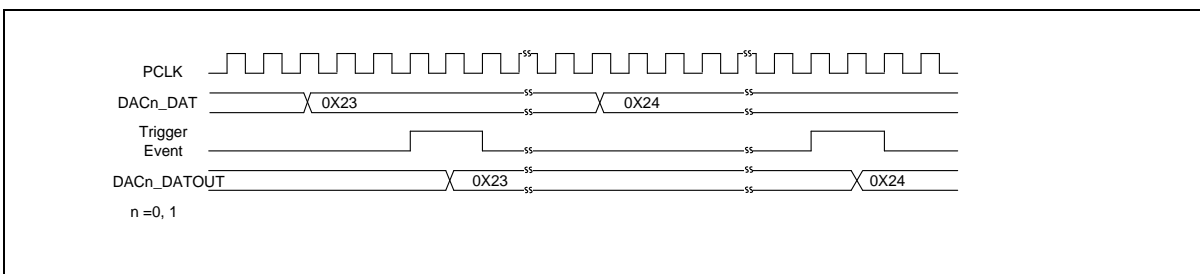 PCLK
DACn_DAT 0X23 0X24
Trigger
Event
DACn_DATOUT 0X23 0X24
n =0, 1